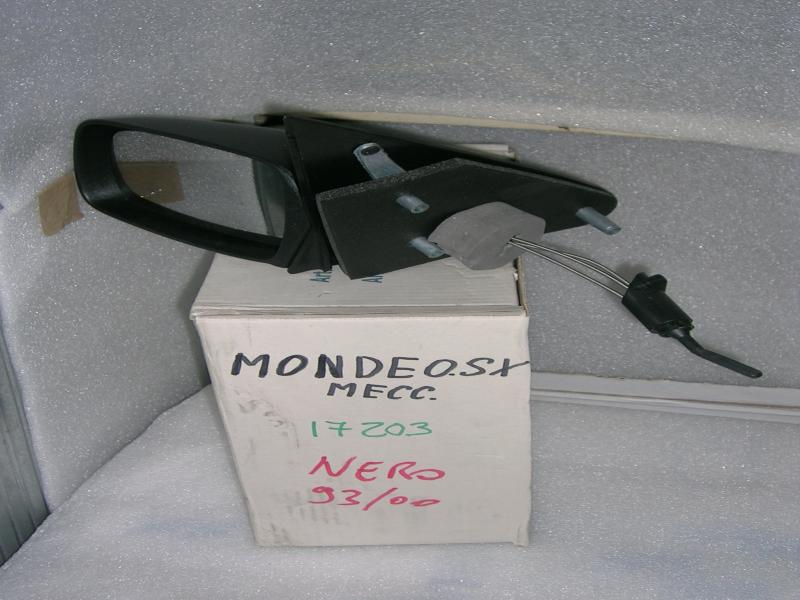 MONDEO.SX
MECC.
17203
NERO
93/00